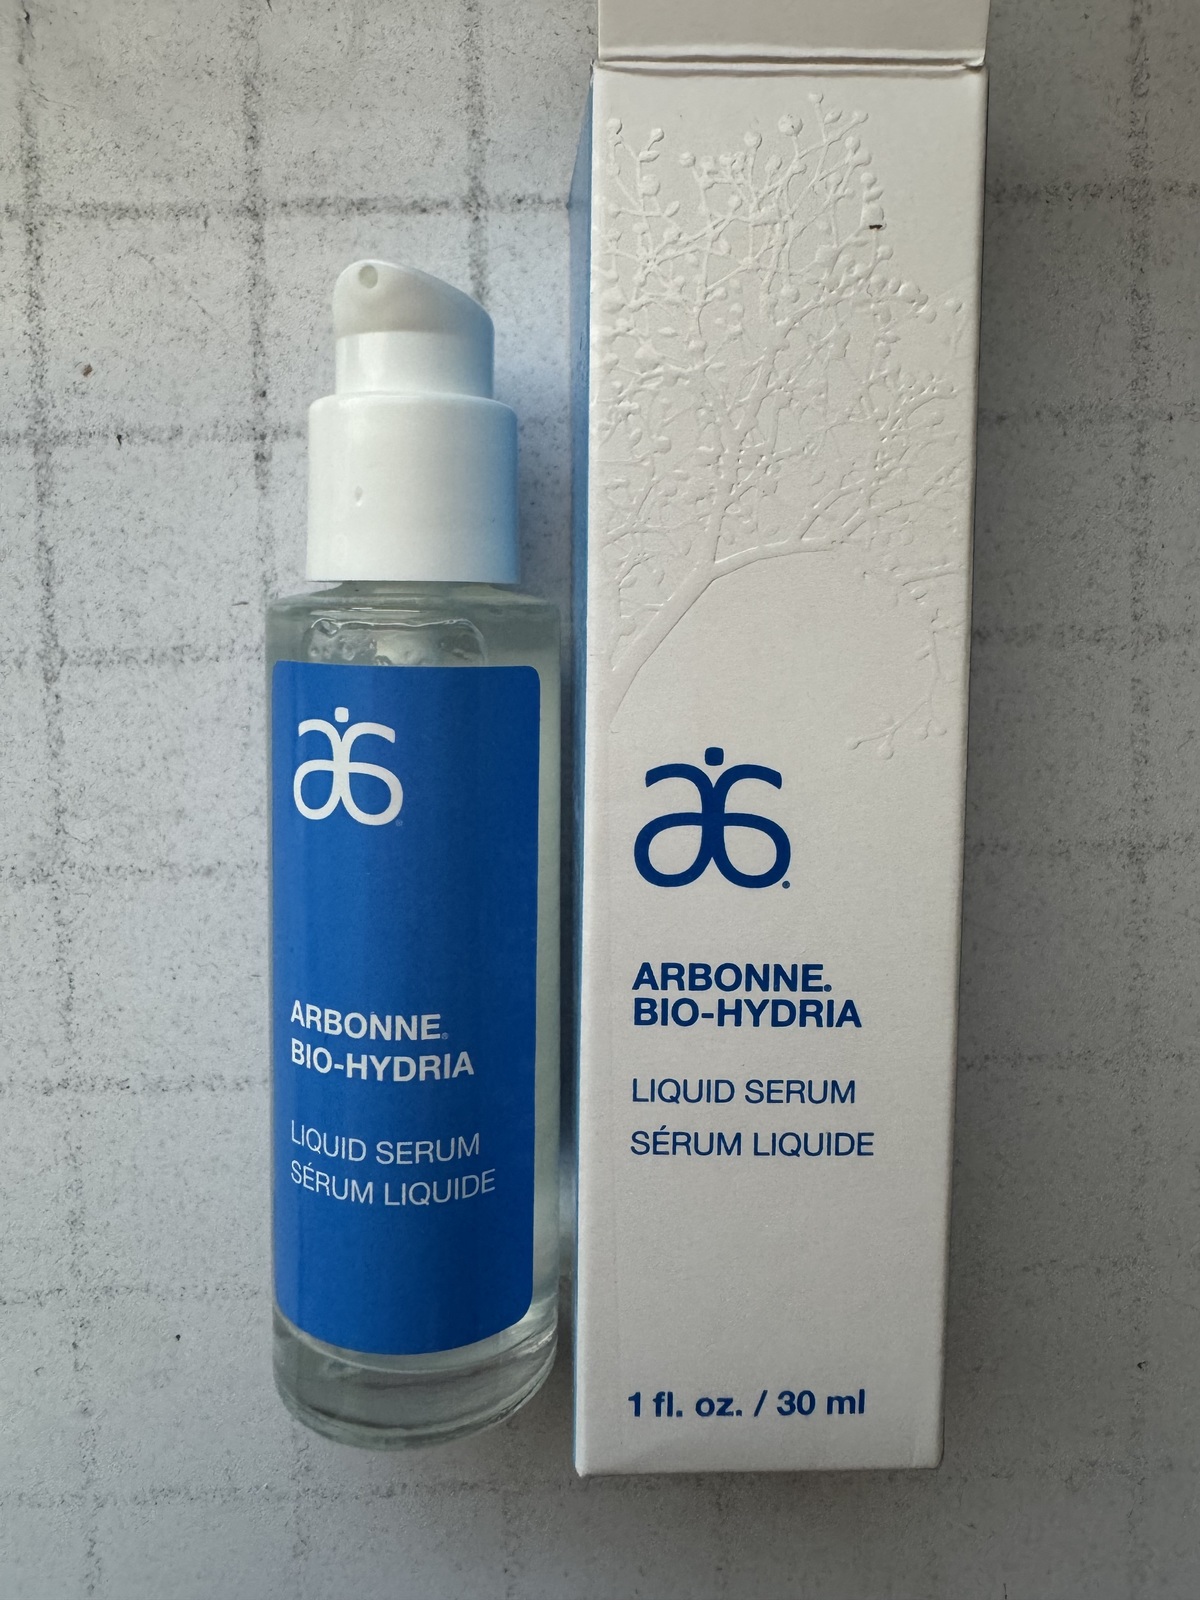 ARBONNE®
BIO-HYDRIA
LIQUID SERUM
SÉRUM LIQUIDE
ARBONNE®
BIO-HYDRIA
LIQUID SERUM
SÉRUM LIQUIDE
1 fl. oz. / 30 ml